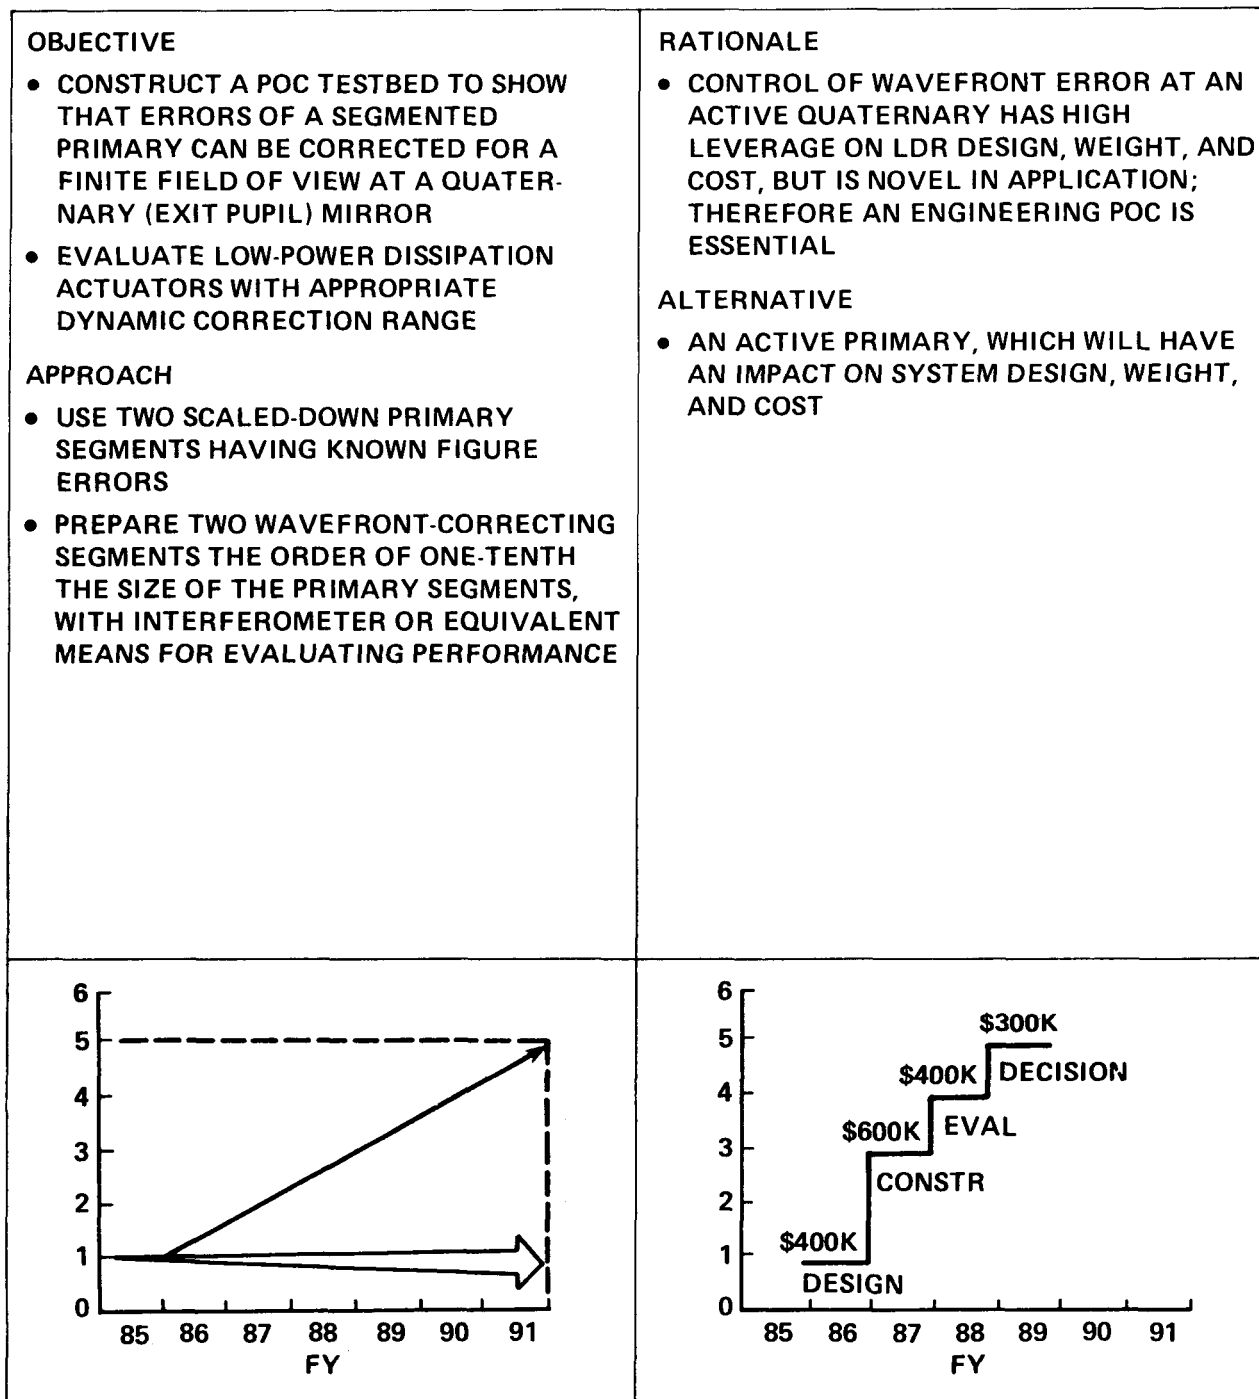 OBJECTIVE
• CONSTRUCT A POC TESTBED TO SHOW
THAT ERRORS OF A SEGMENTED
PRIMARY CAN BE CORRECTED FOR A
FINITE FIELD OF VIEW AT A QUATER-
NARY (EXIT PUPIL) MIRROR
• EVALUATE LOW-POWER DISSIPATION
ACTUATORS WITH APPROPRIATE
DYNAMIC CORRECTION RANGE
APPROACH
• USE TWO SCALED-DOWN PRIMARY
SEGMENTS HAVING KNOWN FIGURE
ERRORS
• PREPARE TWO WAVEFRONT-CORRECTING
SEGMENTS THE ORDER OF ONE-TENTH
THE SIZE OF THE PRIMARY SEGMENTS,
WITH INTERFEROMETER OR EQUIVALENT
MEANS FOR EVALUATING PERFORMANCE
RATIONALE
• CONTROL OF WAVEFRONT ERROR AT AN
ACTIVE QUATERNARY HAS HIGH
LEVERAGE ON LDR DESIGN, WEIGHT, AND
COST, BUT IS NOVEL IN APPLICATION;
THEREFORE AN ENGINEERING POC IS
ESSENTIAL
ALTERNATIVE
• AN ACTIVE PRIMARY, WHICH WILL HAVE
AN IMPACT ON SYSTEM DESIGN, WEIGHT,
AND COST
6
5
4
3
2
1
0
85 86 87 88 89 90 91
FY
6
5
4
3
2
1
0
$300K
DECISION
$400K
EVAL
$600K
CONSTR
$400K
DESIGN
85 86 87 88 89 90 91
FY